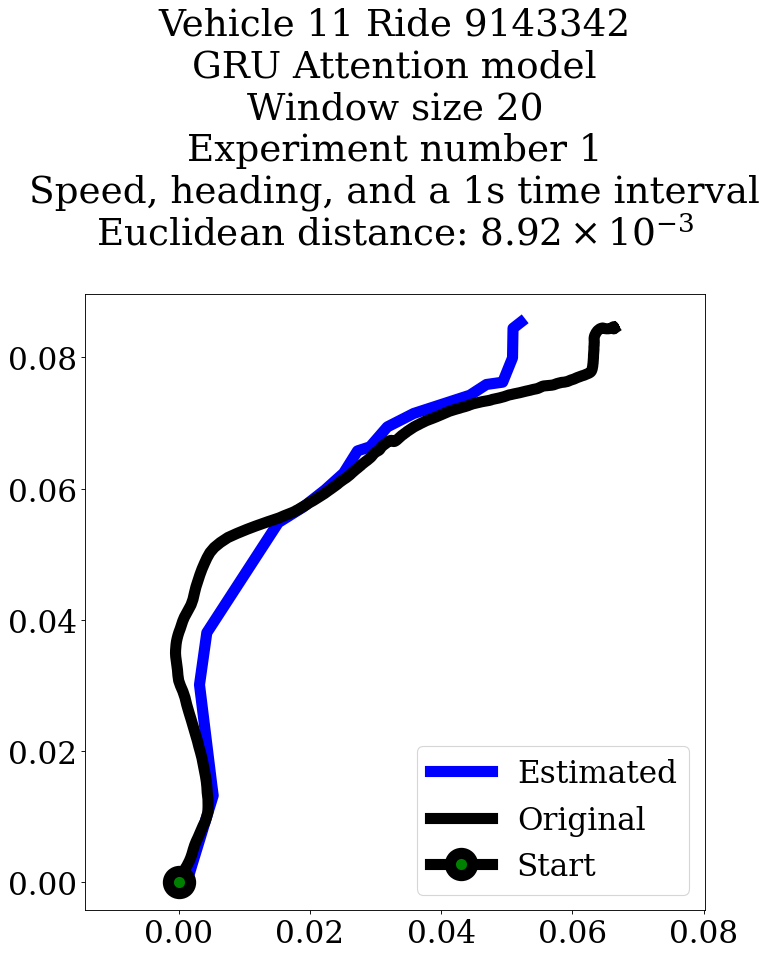 Vehicle 11 Ride 9143342
GRU Attention model
Window size 20
Experiment number 1
Speed, heading, and a 1s time interval
Euclidean distance: 8.92 × 10⁻³
0.08
0.06
0.04
0.02
0.00
Estimated
Original
Start
0.00 0.02 0.04 0.06 0.08